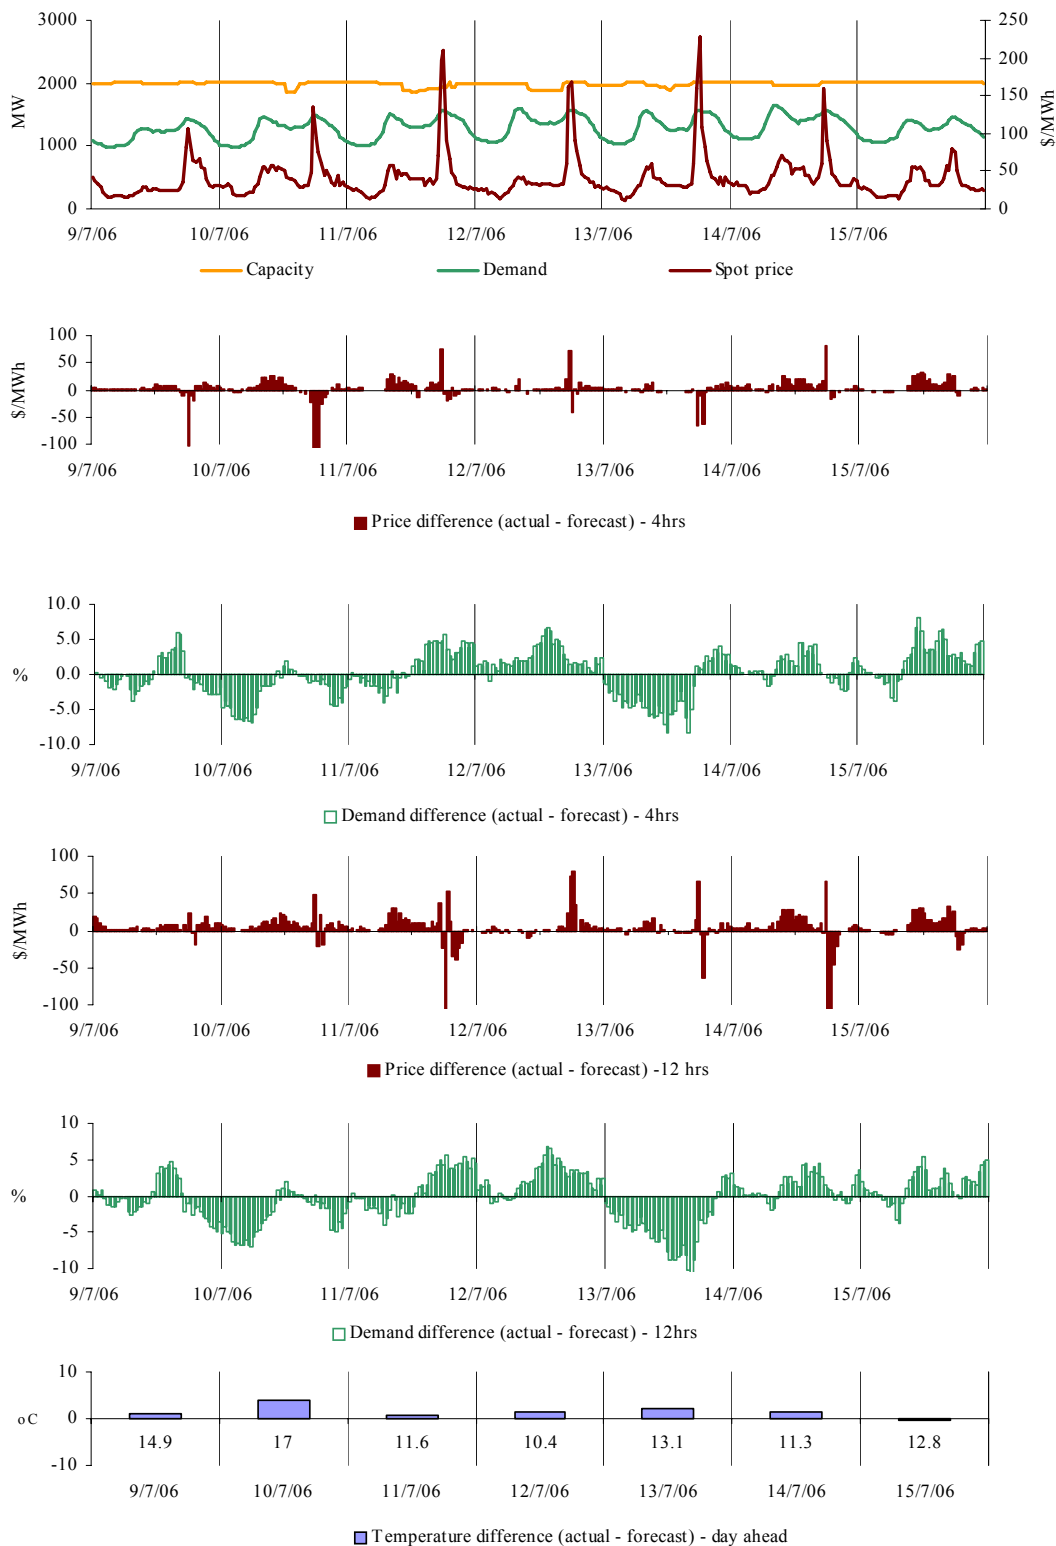 3000 250
2000 200
150
MW
1000 100
50
$/MWh
0 0
9/7/06 10/7/06 11/7/06 12/7/06 13/7/06 14/7/06 15/7/06
Capacity Demand Spot price
100
50
$/MWh
0
-50
-100
9/7/06 10/7/06 11/7/06 12/7/06 13/7/06 14/7/06 15/7/06
Price difference (actual - forecast) - 4hrs
10.0
5.0
%
0.0
-5.0
-10.0
9/7/06 10/7/06 11/7/06 12/7/06 13/7/06 14/7/06 15/7/06
Demand difference (actual - forecast) - 4hrs
100
50
$/MWh
0
-50
-100
9/7/06 10/7/06 11/7/06 12/7/06 13/7/06 14/7/06 15/7/06
Price difference (actual - forecast) -12 hrs
10
5
%
0
-5
-10
9/7/06 10/7/06 11/7/06 12/7/06 13/7/06 14/7/06 15/7/06
Demand difference (actual - forecast) - 12hrs
10
oC
0
14.9 17 11.6 10.4 13.1 11.3 12.8
-10
9/7/06 10/7/06 11/7/06 12/7/06 13/7/06 14/7/06 15/7/06
Temperature difference (actual - forecast) - day ahead